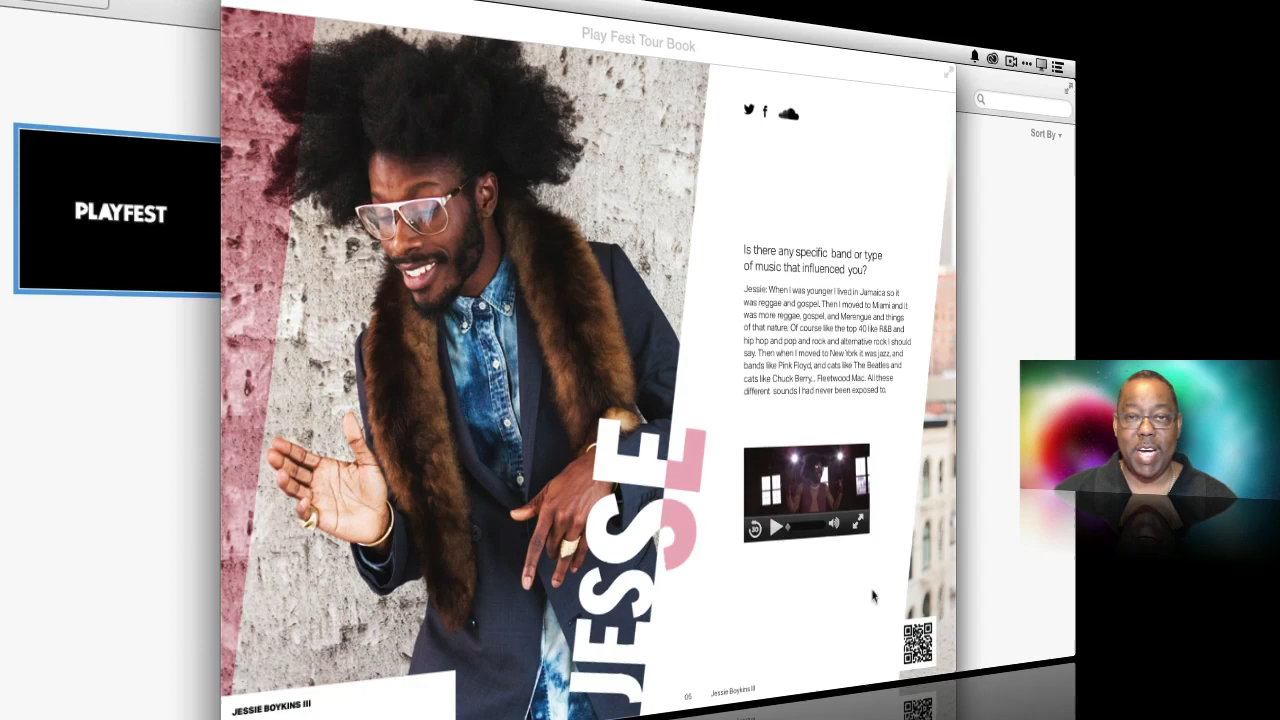 Play Fest Tour Book
Sort By
PLAYFEST
Is there any specific band or type
of music that influenced you?
Jessie: When I was younger I lived in Jamaica so it
was reggae and gospel. Then I moved to Miami and it
was more reggae, gospel, and Merengue and things
of that nature. Of course like the top 40 like R&B and
hip hop and pop and rock and alternative rock I should
say. Then when I moved to New York it was jazz, and
bands like Pink Floyd, and cats like The Beatles and
cats like Chuck Berry... Fleetwood Mac. All these
different sounds I had never been exposed to.
JESSE
30
JESSIE BOYKINS III
05
Jessie Boykins III